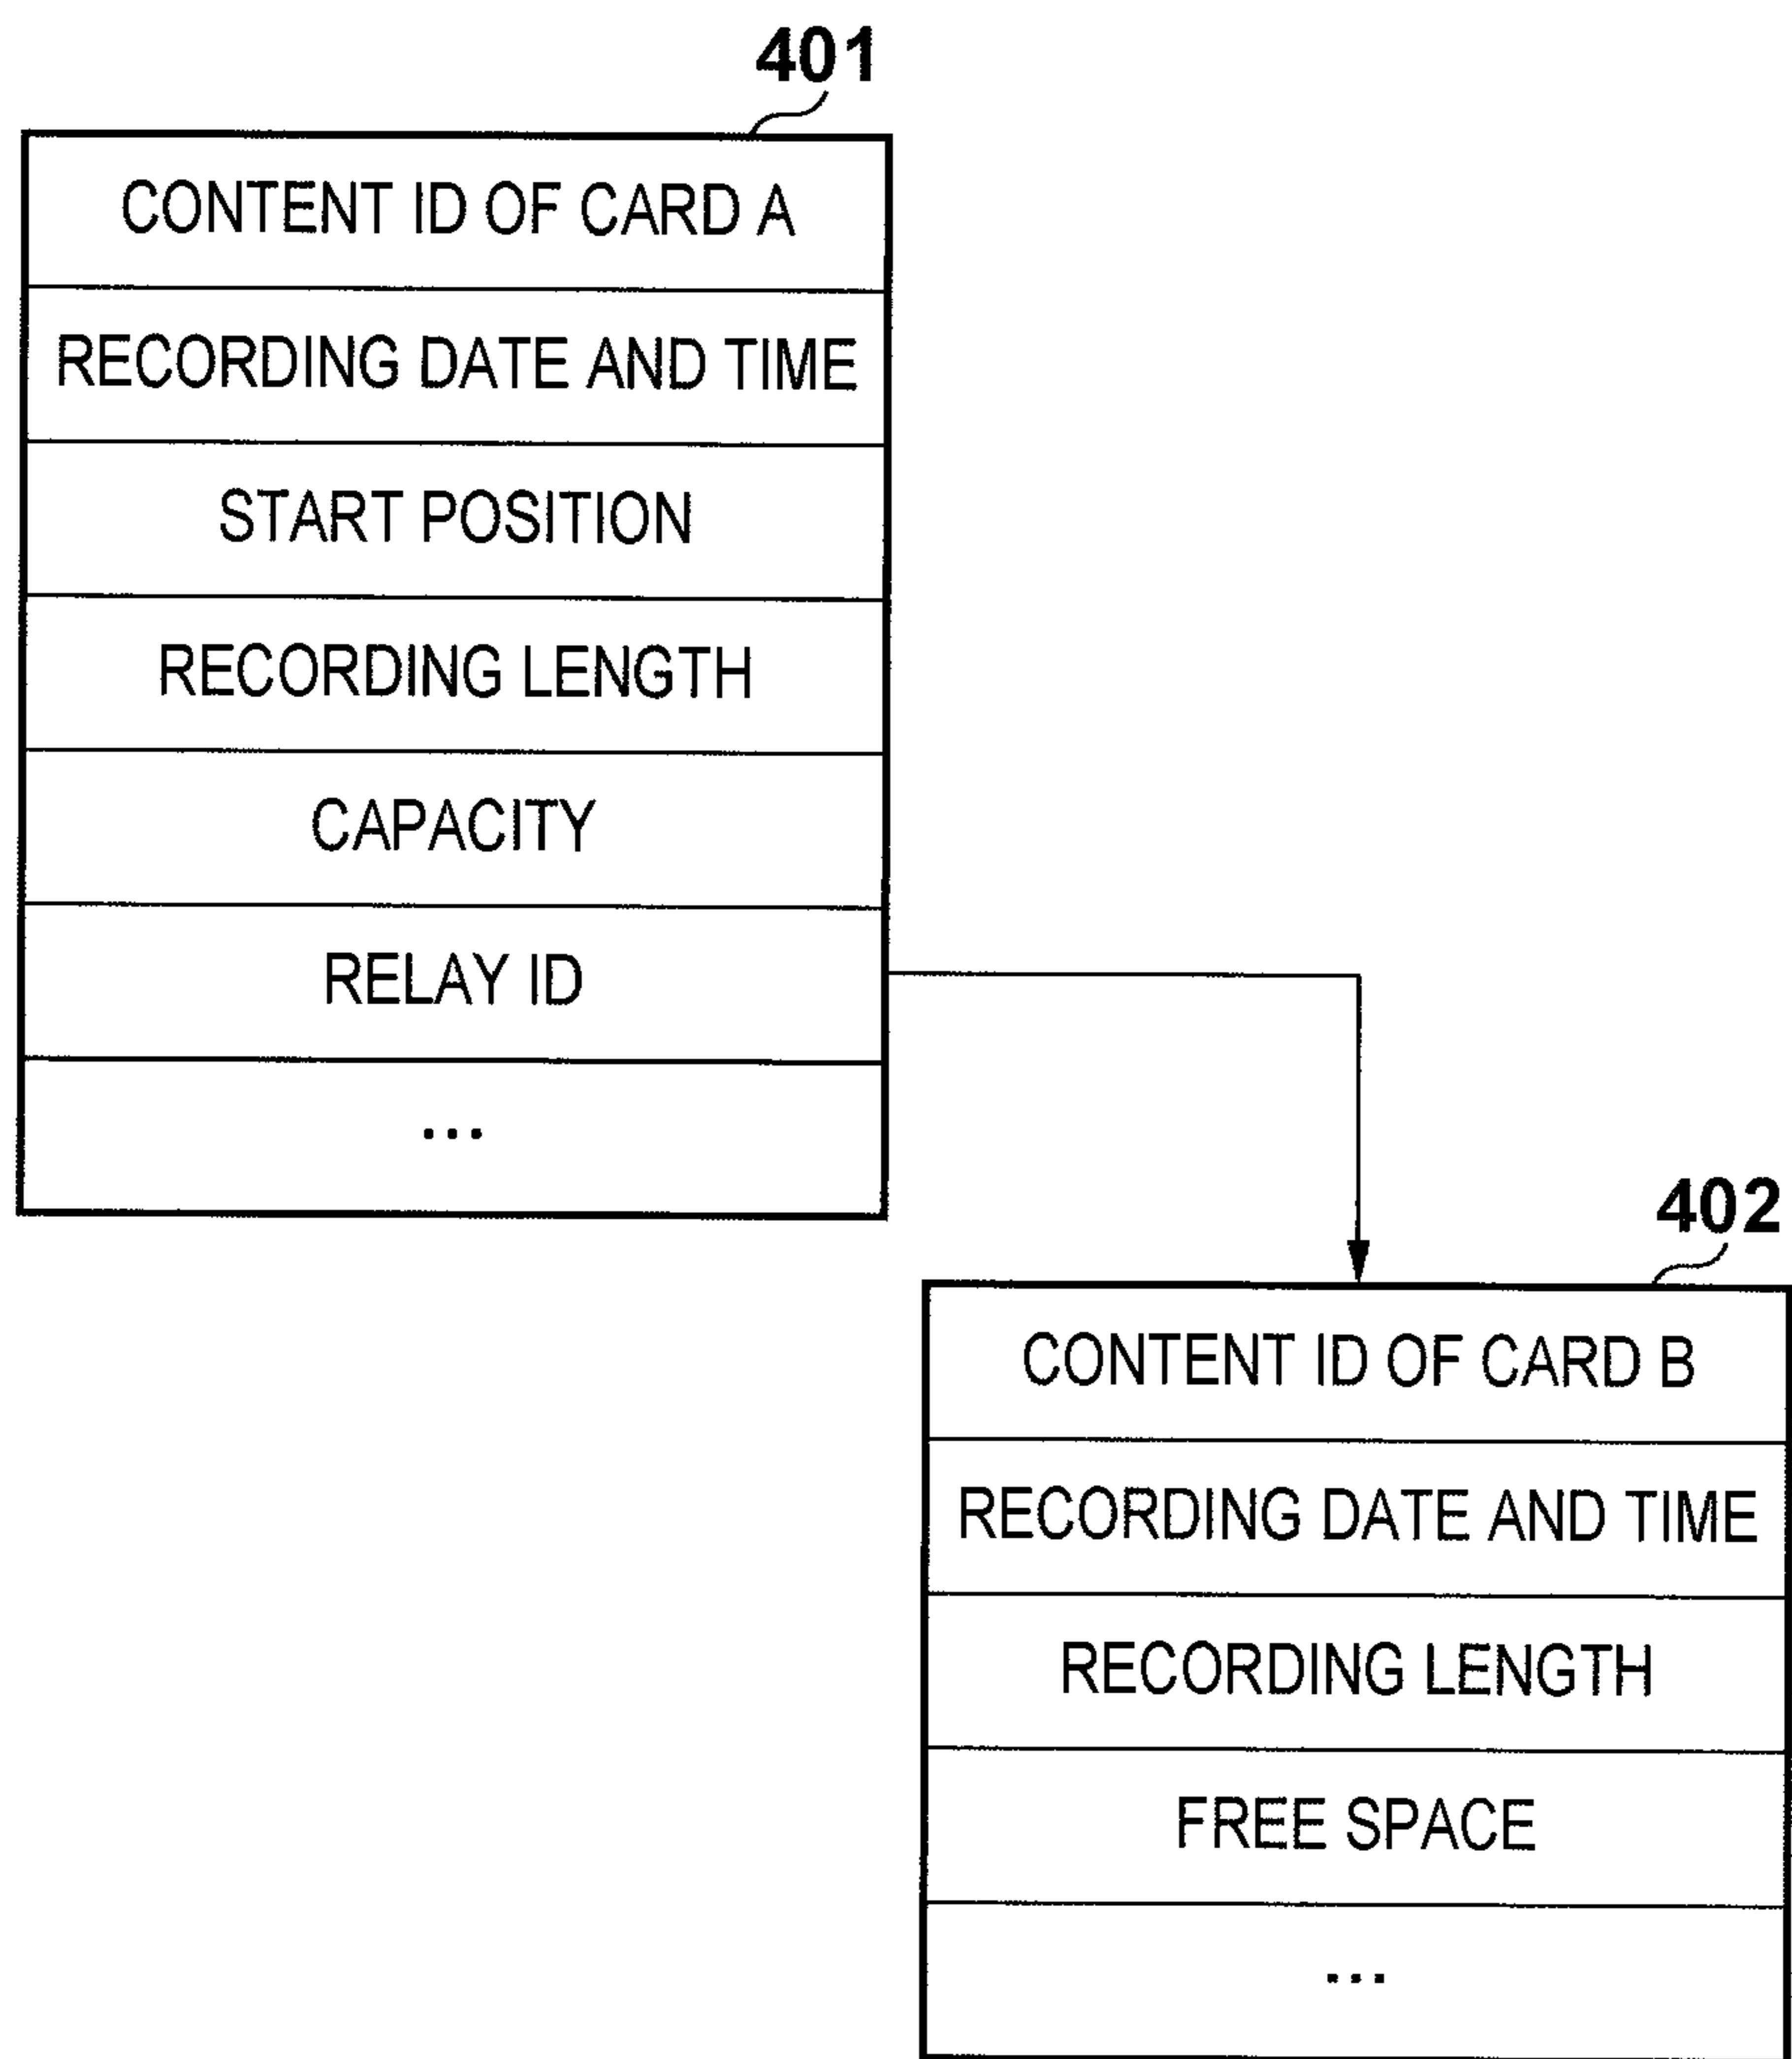 401
CONTENT ID OF CARD A
RECORDING DATE AND TIME
START POSITION
RECORDING LENGTH
CAPACITY
RELAY ID
...
402
CONTENT ID OF CARD B
RECORDING DATE AND TIME
RECORDING LENGTH
FREE SPACE
...